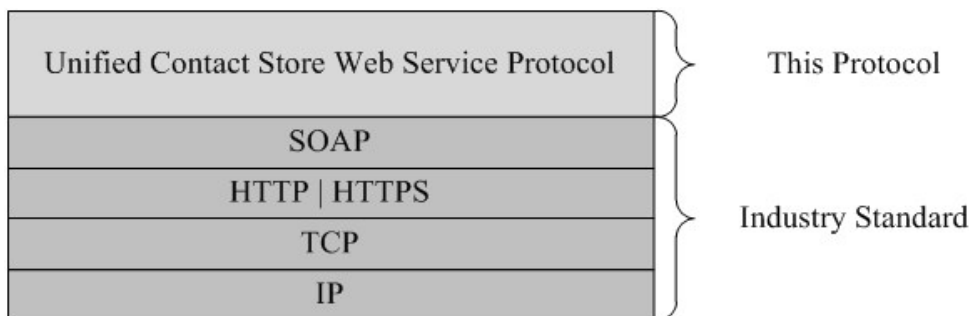 Unified Contact Store Web Service Protocol
This Protocol
SOAP
HTTP | HTTPS
TCP
IP
Industry Standard